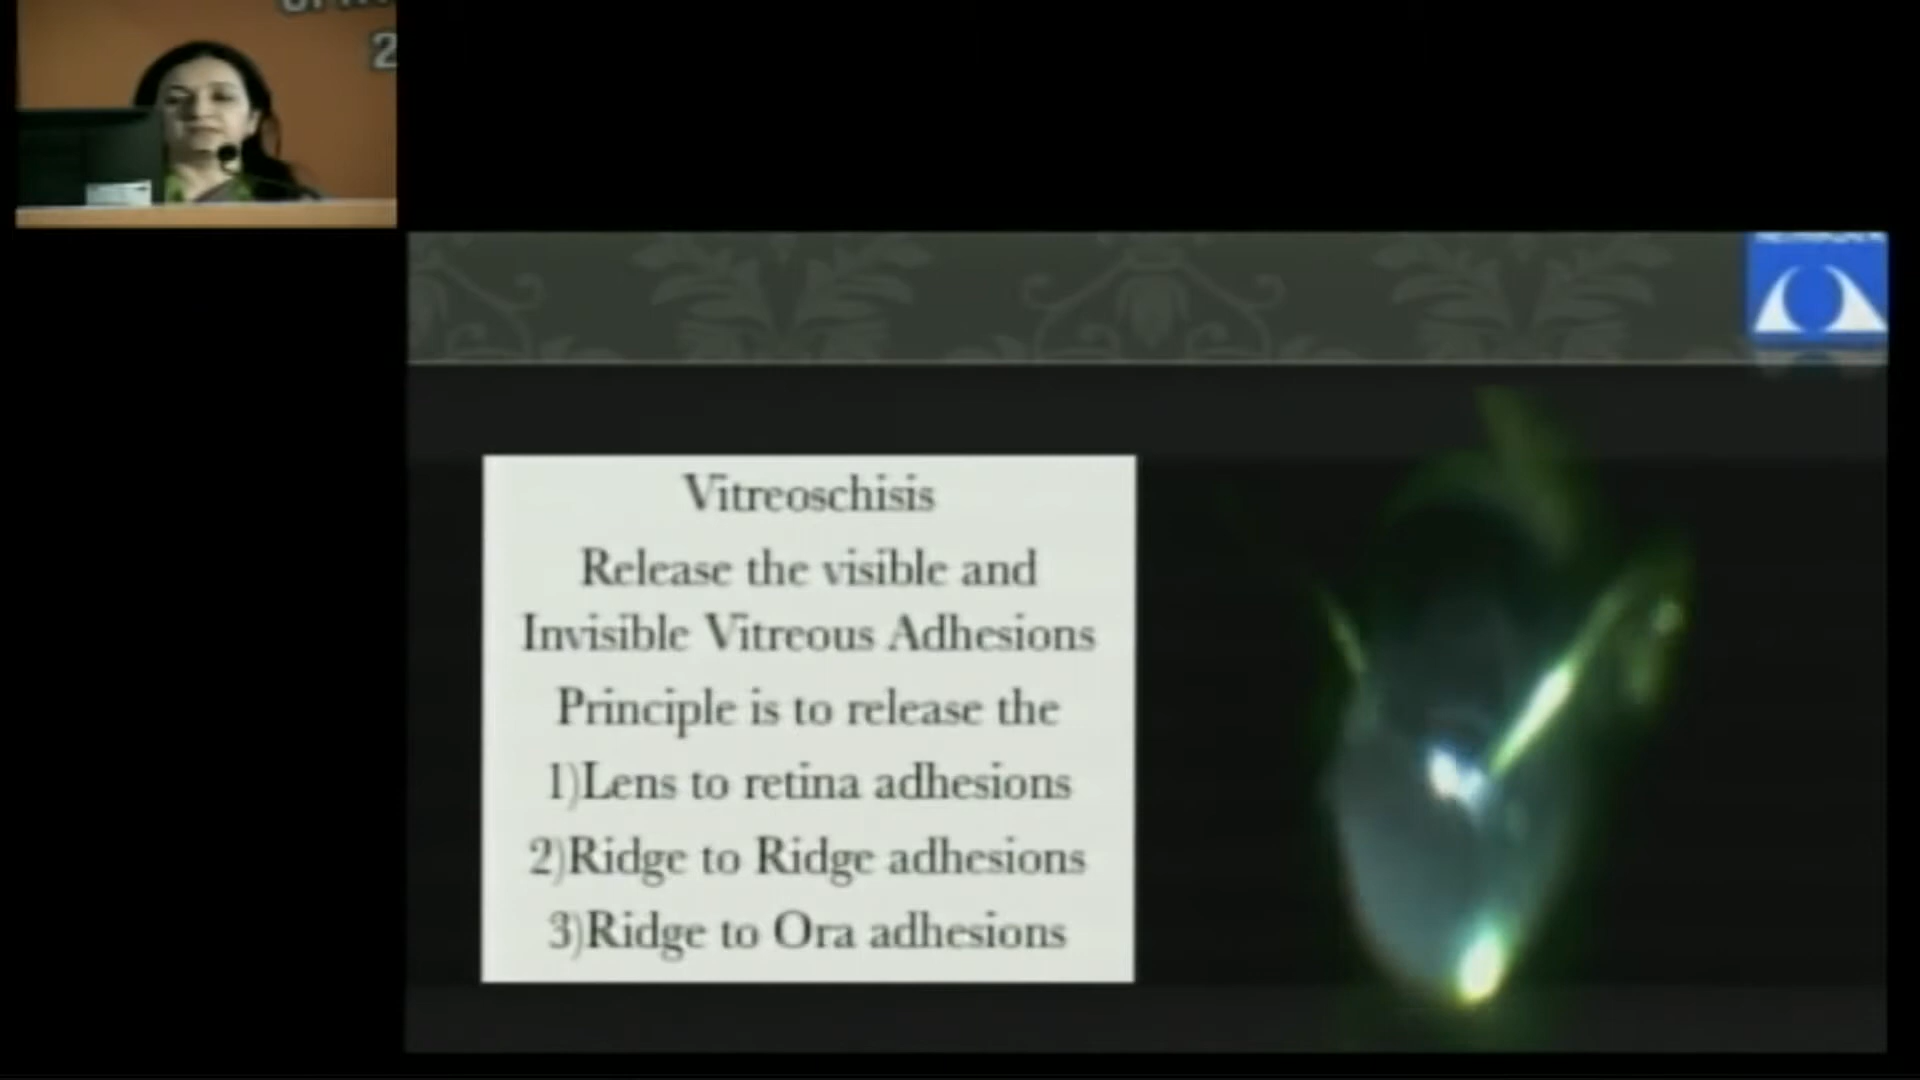 2
Vitreoschisis
Release the visible and
Invisible Vitreous Adhesions
Principle is to release the
1)Lens to retina adhesions
2)Ridge to Ridge adhesions
3)Ridge to Ora adhesions